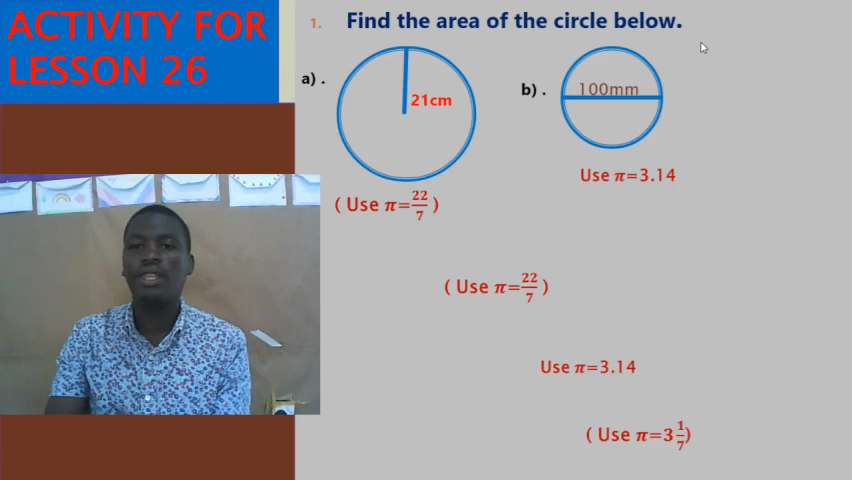 ACTIVITY FOR
LESSON 26
1. Find the area of the circle below.
a) .
21cm
( Use π=22/7 )
b) .
100mm
Use π=3.14
( Use π=22/7 )
Use π=3.14
( Use π=3 1/7)